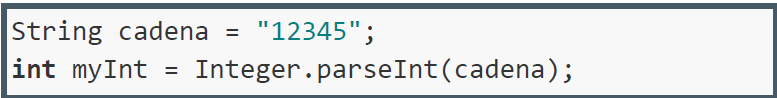 String cadena = "12345";
int myInt = Integer.parseInt(cadena);